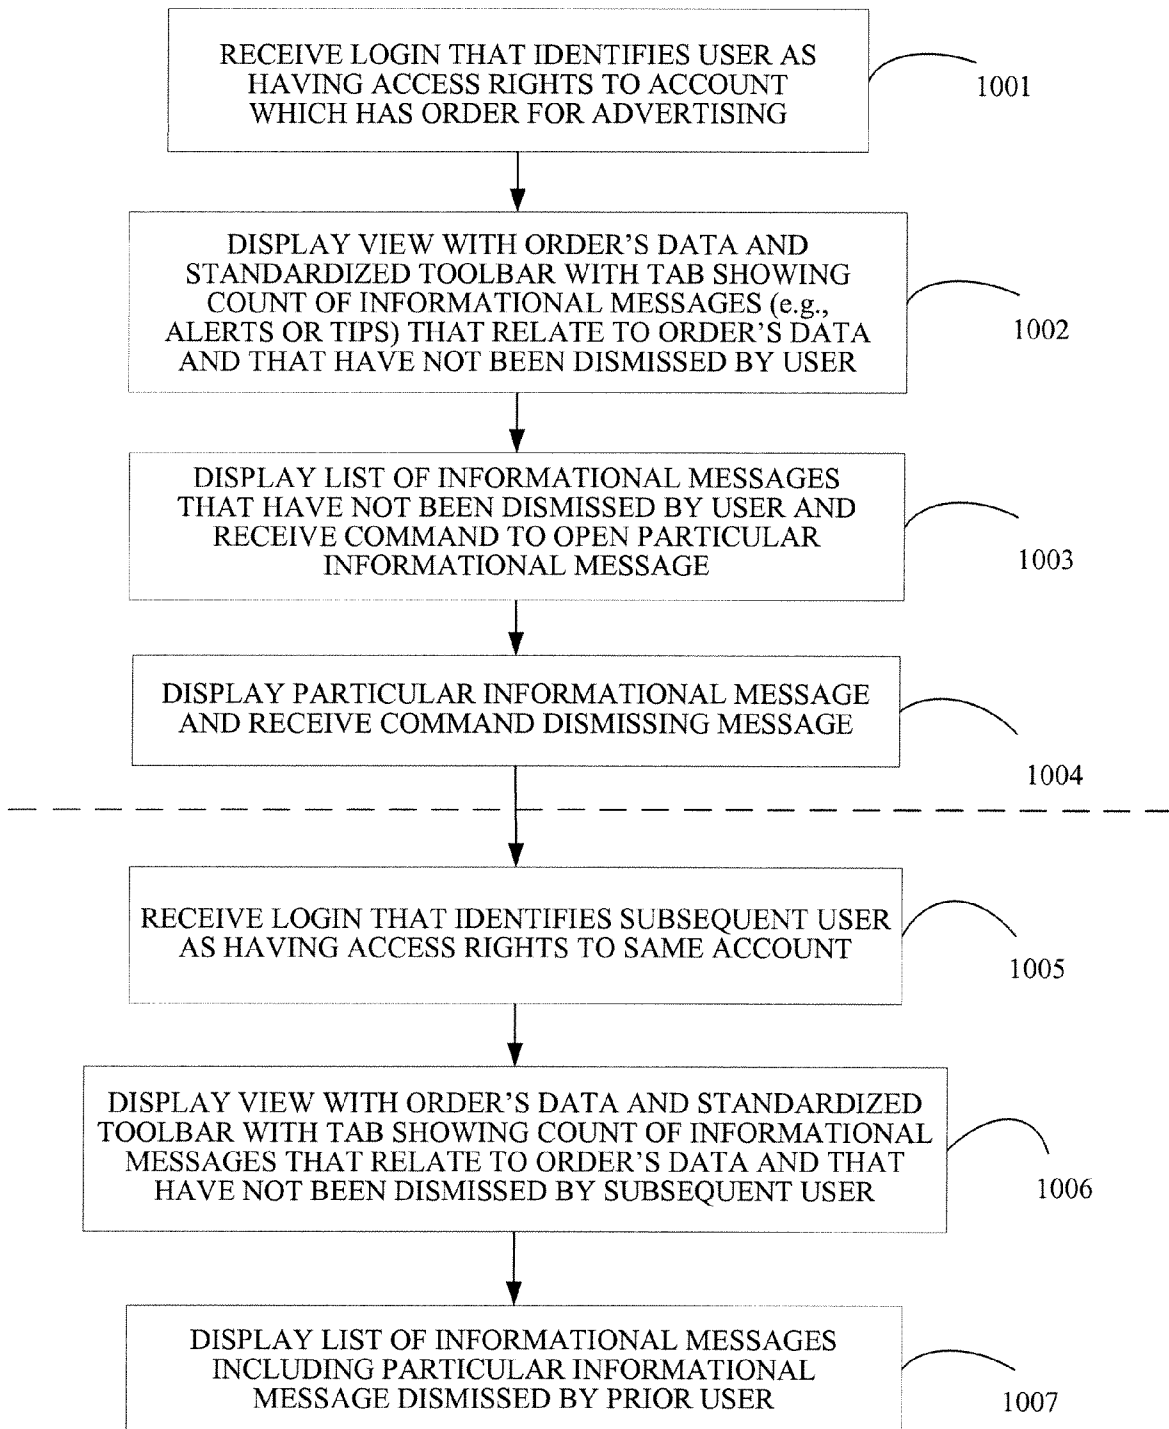 RECEIVE LOGIN THAT IDENTIFIES USER AS
HAVING ACCESS RIGHTS TO ACCOUNT
WHICH HAS ORDER FOR ADVERTISING
1001
DISPLAY VIEW WITH ORDER'S DATA AND
STANDARDIZED TOOLBAR WITH TAB SHOWING
COUNT OF INFORMATIONAL MESSAGES (e.g.,
ALERTS OR TIPS) THAT RELATE TO ORDER'S DATA
AND THAT HAVE NOT BEEN DISMISSED BY USER
1002
DISPLAY LIST OF INFORMATIONAL MESSAGES
THAT HAVE NOT BEEN DISMISSED BY USER AND
RECEIVE COMMAND TO OPEN PARTICULAR
INFORMATIONAL MESSAGE
1003
DISPLAY PARTICULAR INFORMATIONAL MESSAGE
AND RECEIVE COMMAND DISMISSING MESSAGE
1004
RECEIVE LOGIN THAT IDENTIFIES SUBSEQUENT USER
AS HAVING ACCESS RIGHTS TO SAME ACCOUNT
1005
DISPLAY VIEW WITH ORDER'S DATA AND STANDARDIZED
TOOLBAR WITH TAB SHOWING COUNT OF INFORMATIONAL
MESSAGES THAT RELATE TO ORDER'S DATA AND THAT
HAVE NOT BEEN DISMISSED BY SUBSEQUENT USER
1006
DISPLAY LIST OF INFORMATIONAL MESSAGES
INCLUDING PARTICULAR INFORMATIONAL
MESSAGE DISMISSED BY PRIOR USER
1007